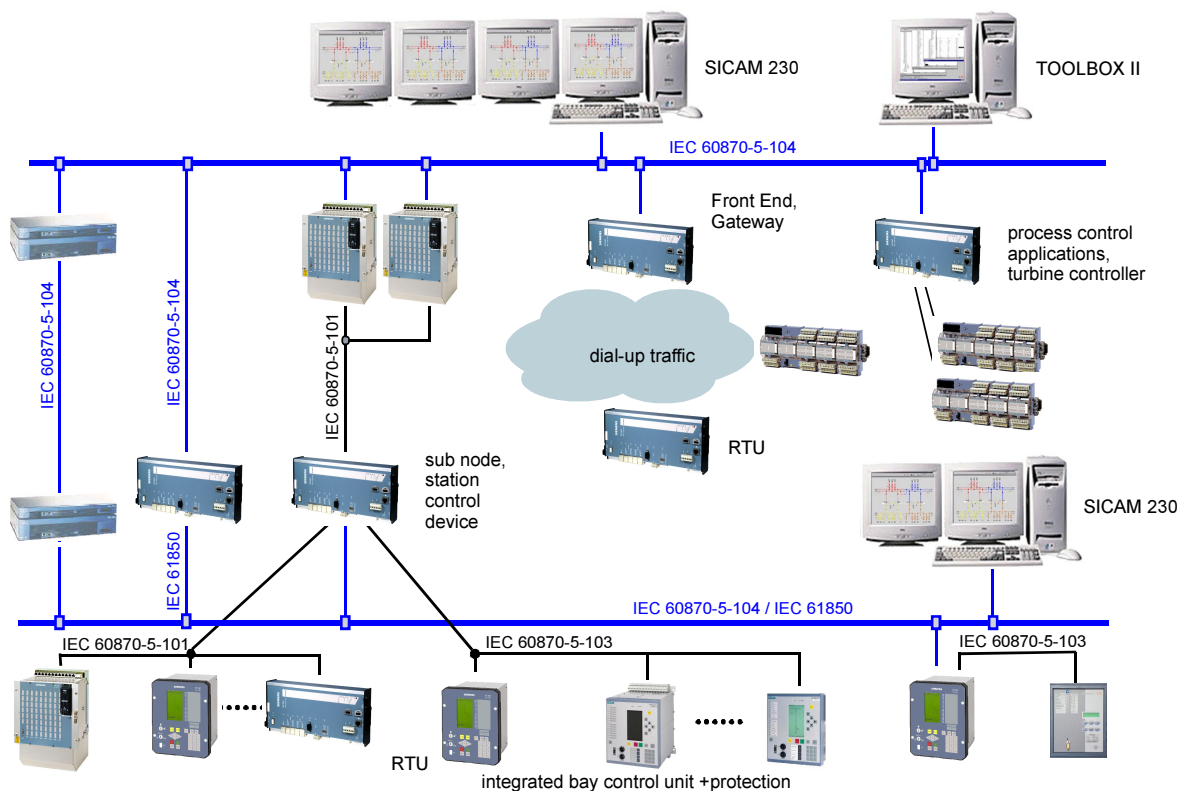 SICAM 230
TOOLBOX II
IEC 60870-5-104
Front End,
Gateway
process control
applications,
turbine controller
IEC 60870-5-104
IEC 60870-5-104
IEC 60870-5-101
dial-up traffic
RTU
sub node,
station
control
device
SICAM 230
IEC 61850
IEC 60870-5-104 / IEC 61850
IEC 60870-5-101
IEC 60870-5-103
IEC 60870-5-103
RTU
integrated bay control unit +protection